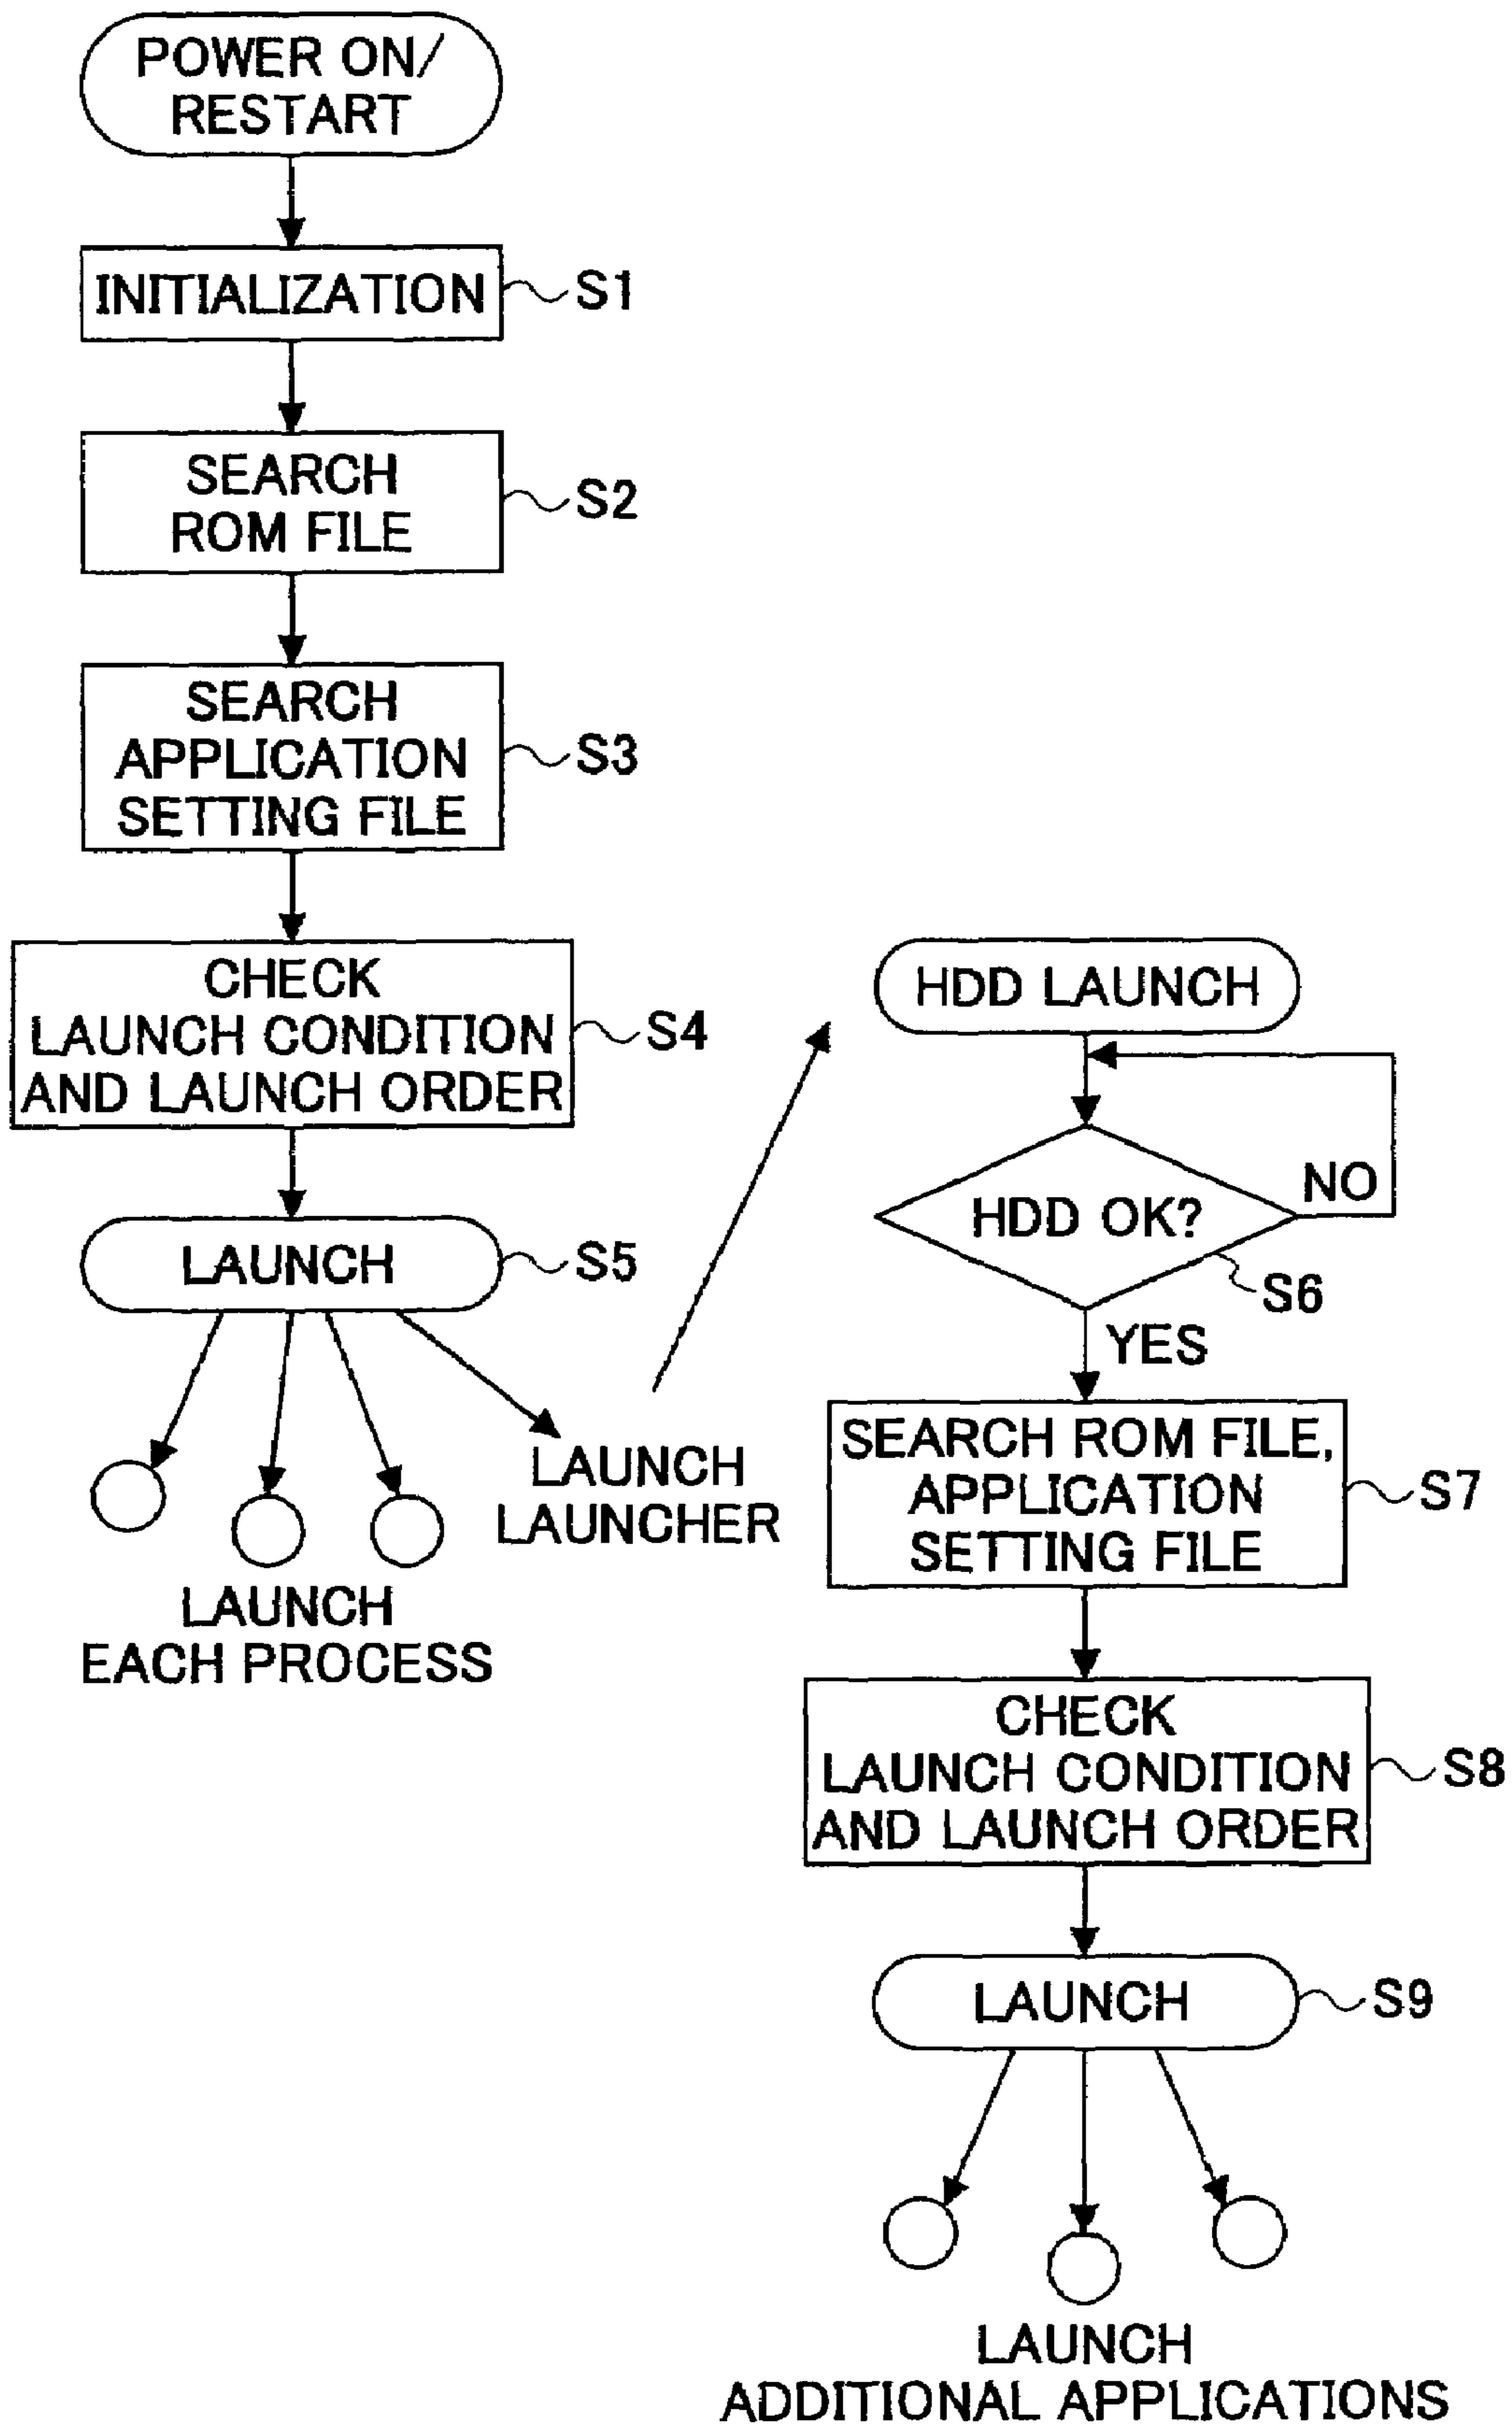 POWER ON/
RESTART
INITIALIZATION
S1
SEARCH
ROM FILE
S2
SEARCH
APPLICATION
SETTING FILE
S3
CHECK
LAUNCH CONDITION
AND LAUNCH ORDER
S4
LAUNCH
S5
LAUNCH
EACH PROCESS
LAUNCH
LAUNCHER
HDD LAUNCH
HDD OK?
NO
S6
YES
SEARCH ROM FILE,
APPLICATION
SETTING FILE
S7
CHECK
LAUNCH CONDITION
AND LAUNCH ORDER
S8
LAUNCH
S9
LAUNCH
ADDITIONAL APPLICATIONS